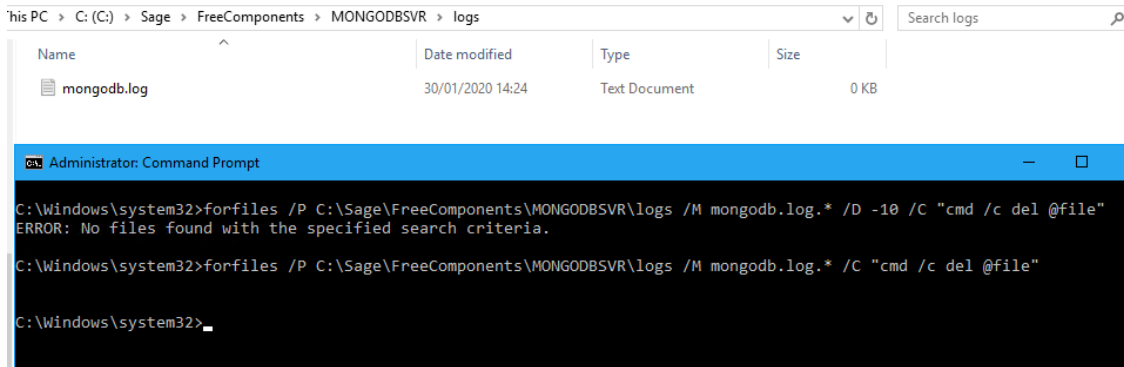 his PC > C: (C:) > Sage > FreeComponents > MONGODBSVR > logs
Search logs
Name Date modified Type Size
mongodb.log 30/01/2020 14:24 Text Document 0 KB
Administrator: Command Prompt
C:\Windows\system32>forfiles /P C:\Sage\FreeComponents\MONGODBSVR\logs /M mongodb.log.* /D -10 /C "cmd /c del @file"
ERROR: No files found with the specified search criteria.
C:\Windows\system32>forfiles /P C:\Sage\FreeComponents\MONGODBSVR\logs /M mongodb.log.* /C "cmd /c del @file"
C:\Windows\system32>